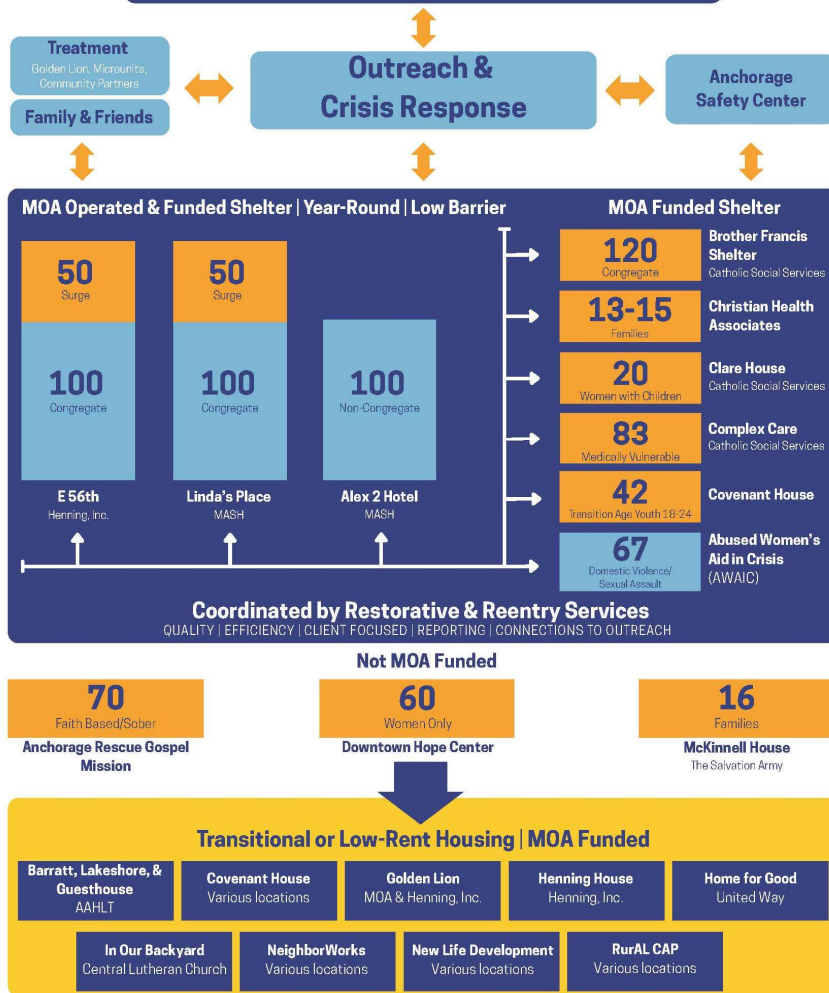 Treatment
Golden Lion, Microunits,
Community Partners
Family & Friends
Outreach &
Crisis Response
Anchorage
Safety Center
MOA Operated & Funded Shelter | Year-Round | Low Barrier
50
Surge
100
Congregate
E 56th
Henning, Inc.
50
Surge
100
Congregate
Linda's Place
MASH
100
Non-Congregate
Alex 2 Hotel
MASH
MOA Funded Shelter
120
Congregate
Brother Francis
Shelter
Catholic Social Services
13-15
Families
Christian Health
Associates
20
Women with Children
Clare House
Catholic Social Services
83
Medically Vulnerable
Complex Care
Catholic Social Services
42
Transition Age Youth 18-24
Covenant House
67
Domestic Violence/
Sexual Assault
Abused Women's
Aid in Crisis
(AWAIC)
Coordinated by Restorative & Reentry Services
QUALITY | EFFICIENCY | CLIENT FOCUSED | REPORTING | CONNECTIONS TO OUTREACH
Not MOA Funded
70
Faith Based/Sober
Anchorage Rescue Gospel
Mission
60
Women Only
Downtown Hope Center
16
Families
McKinnell House
The Salvation Army
Transitional or Low-Rent Housing | MOA Funded
Barratt, Lakeshore, &
Guesthouse
AAHLT
Covenant House
Various locations
Golden Lion
MOA & Henning, Inc.
Henning House
Henning, Inc.
Home for Good
United Way
In Our Backyard
Central Lutheran Church
NeighborWorks
Various locations
New Life Development
Various locations
RurAL CAP
Various locations